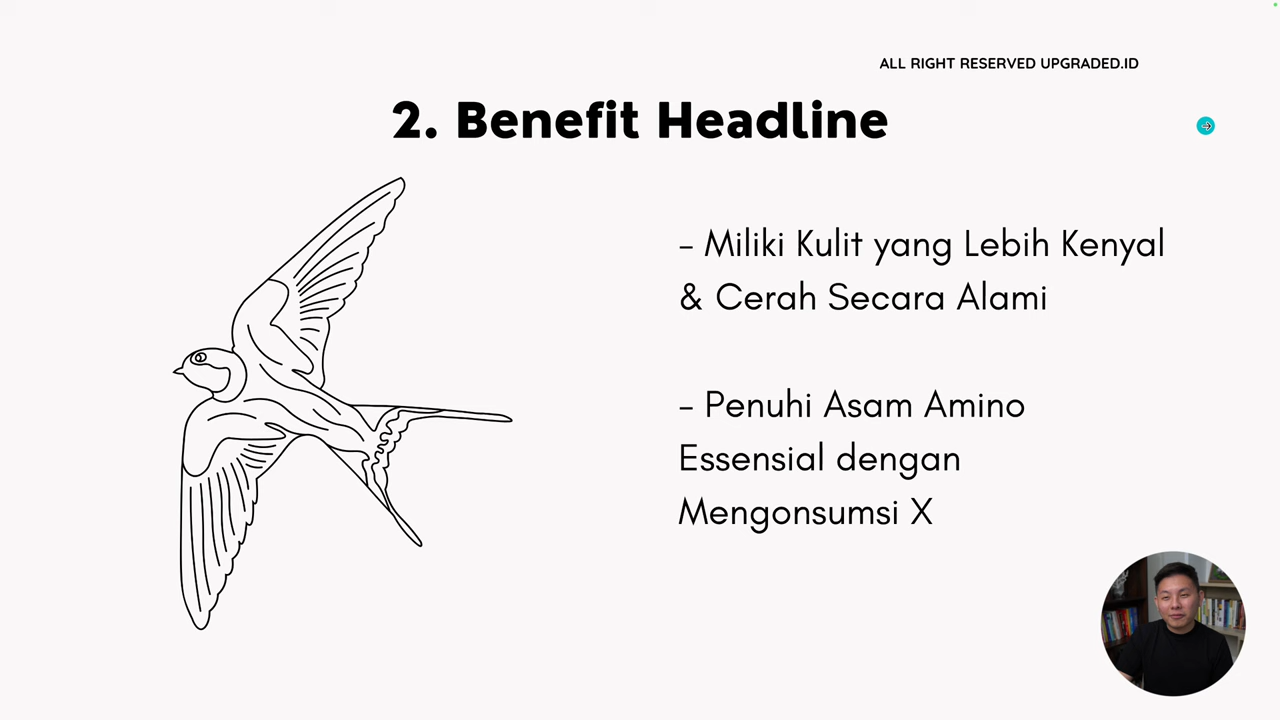 ALL RIGHT RESERVED UPGRADED.ID
2. Benefit Headline
- Miliki Kulit yang Lebih Kenyal
& Cerah Secara Alami
- Penuhi Asam Amino
Essensial dengan
Mengonsumsi X